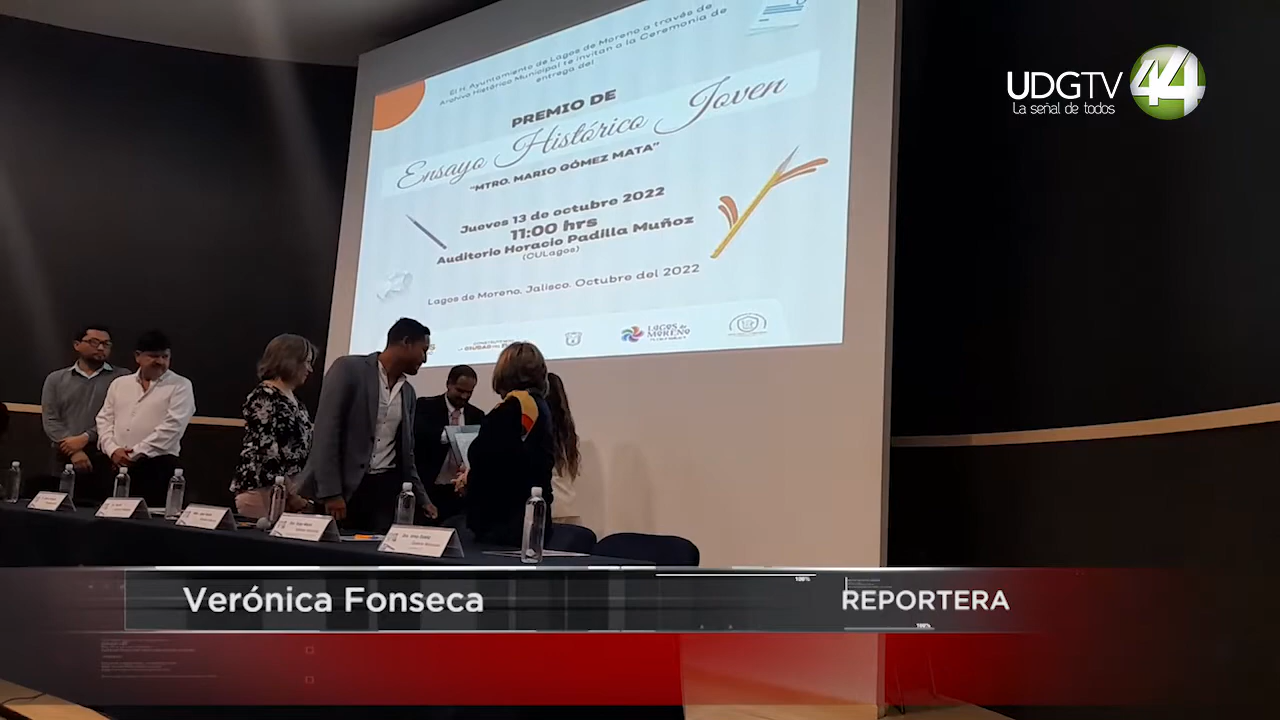 El H. Ayuntamiento de Lagos de Moreno a través de
Archivo Histórico Municipal te invitan a la Ceremonia de
entrega del
PREMIO DE
Ensayo Histórico Joven
"MTRO. MARIO GÓMEZ MATA"
Jueves 13 de octubre 2022
11:00 hrs
Auditorio Horacio Padilla Muñoz
(CULagos)
Lagos de Moreno, Jalisco. Octubre del 2022
LAGOS de
MORENO
UDGTV 44
La señal de todos
Verónica Fonseca
REPORTERA
100%
100%